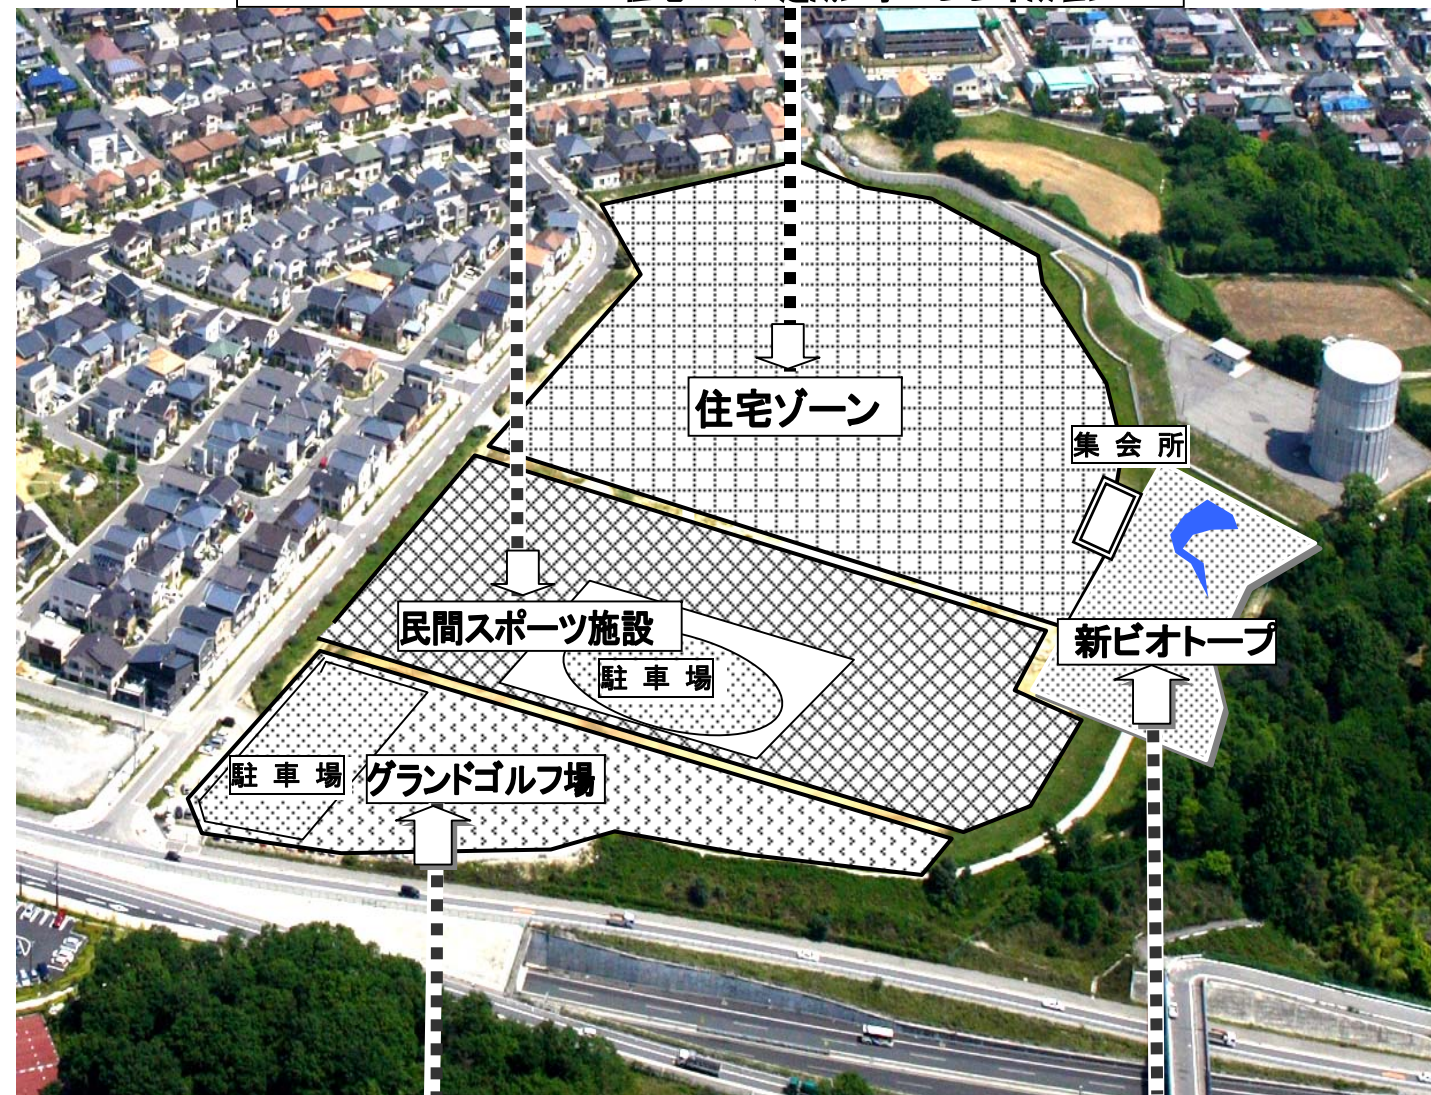 住宅ゾーン
集会所
民間スポーツ施設
新ビオトープ
駐車場
駐車場
グランドゴルフ場